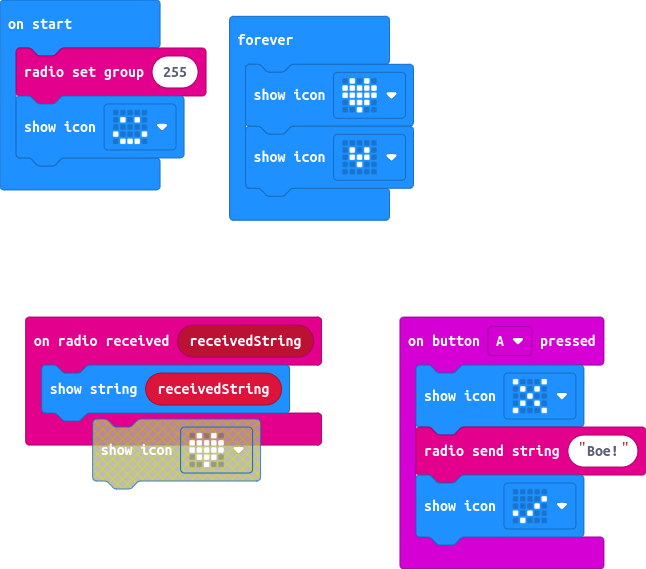 on start
radio set group 255
show icon
forever
show icon
show icon
on radio received receivedString
show string receivedString
show icon
on button A pressed
show icon
radio send string "Boe!"
show icon